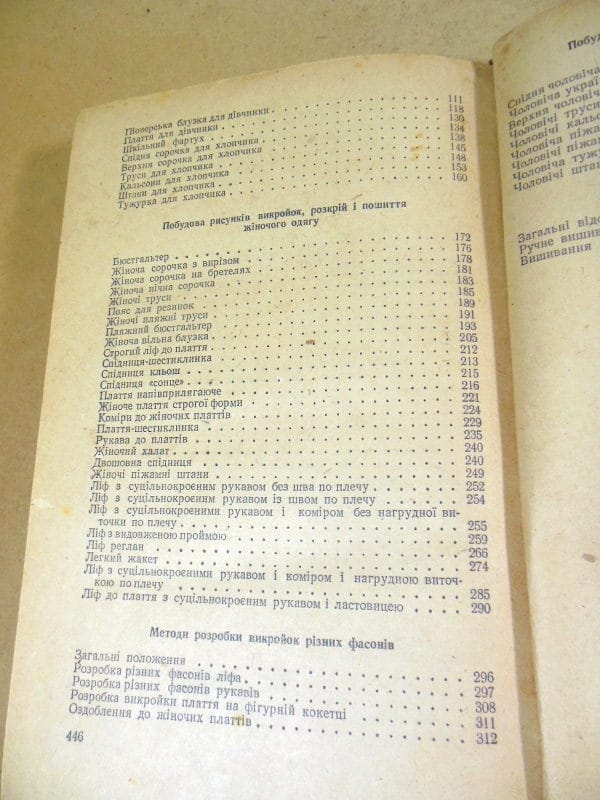 Піонерська блузка для дівчинки 111
Плаття для дівчинки 118
Шкільний фартух 130
Спідня сорочка для хлопчика 134
Верхня сорочка для хлопчика 138
Труси для хлопчика 145
Кальсони для хлопчика 148
Штани для хлопчика 153
Тужурка для хлопчика 160
Побудова рисунків викройок, розкрій і пошиття
жіночого одягу
Бюстгальтер 172
Жіноча сорочка з вирізом 176
Жіноча сорочка на бретелях 178
Жіноча нічна сорочка 181
Жіночі труси 183
Пояс для резинок 185
Жіночі пляжні труси 189
Пляжний бюстгальтер 191
Жіноча вільна блузка 193
Строгий ліф до плаття 205
Спідниця-шестиклинка 212
Спідниця кльош 213
Спідниця «сонце» 215
Плаття напівприлягаюче 216
Жіноче плаття строгої форми 221
Коміри до жіночих платтів 224
Плаття-шестиклинка 229
Рукава до платтів 235
Жіночий халат 240
Двошовна спідниця 240
Жіночі піжамні штани 249
Ліф з суцільнокроєним рукавом без шва по плечу 252
Ліф з суцільнокроєним рукавом із швом по плечу 254
Ліф з суцільнокроєними рукавом і коміром без нагрудної ви-
точки по плечу 255
Ліф з видовженою проймою 259
Ліф реглан 266
Легкий жакет 274
Ліф з суцільнокроєними рукавом і коміром і нагрудною виточ-
кою по плечу 285
Ліф до плаття з суцільнокроєним рукавом і ластовицею 290
Методи розробки викройок різних фасонів
Загальні положення 296
Розробка різних фасонів ліфа 297
Розробка різних фасонів рукавів 308
Розробка викройки плаття на фігурній кокетці 311
Оздоблення до жіночих платтів 312
446
Спідня чоловіча
Чоловіча
Верхня
Чоловічі труси
Чоловічі
Чоловіча
Чоловічі
Чоловіча
Чоловічі
Загальні
Ручне
Вишивання